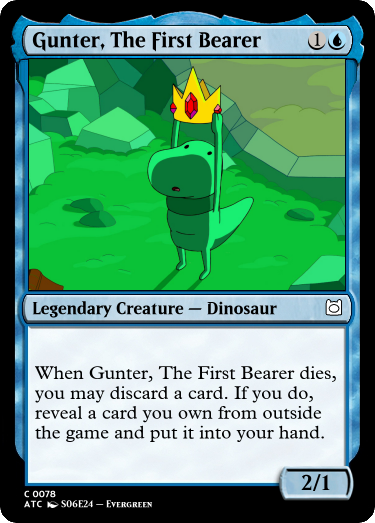 Gunter, The First Bearer 1
Legendary Creature — Dinosaur
When Gunter, The First Bearer dies,
you may discard a card. If you do,
reveal a card you own from outside
the game and put it into your hand.
2/1
C 0078
ATC S06E24 — Evergreen